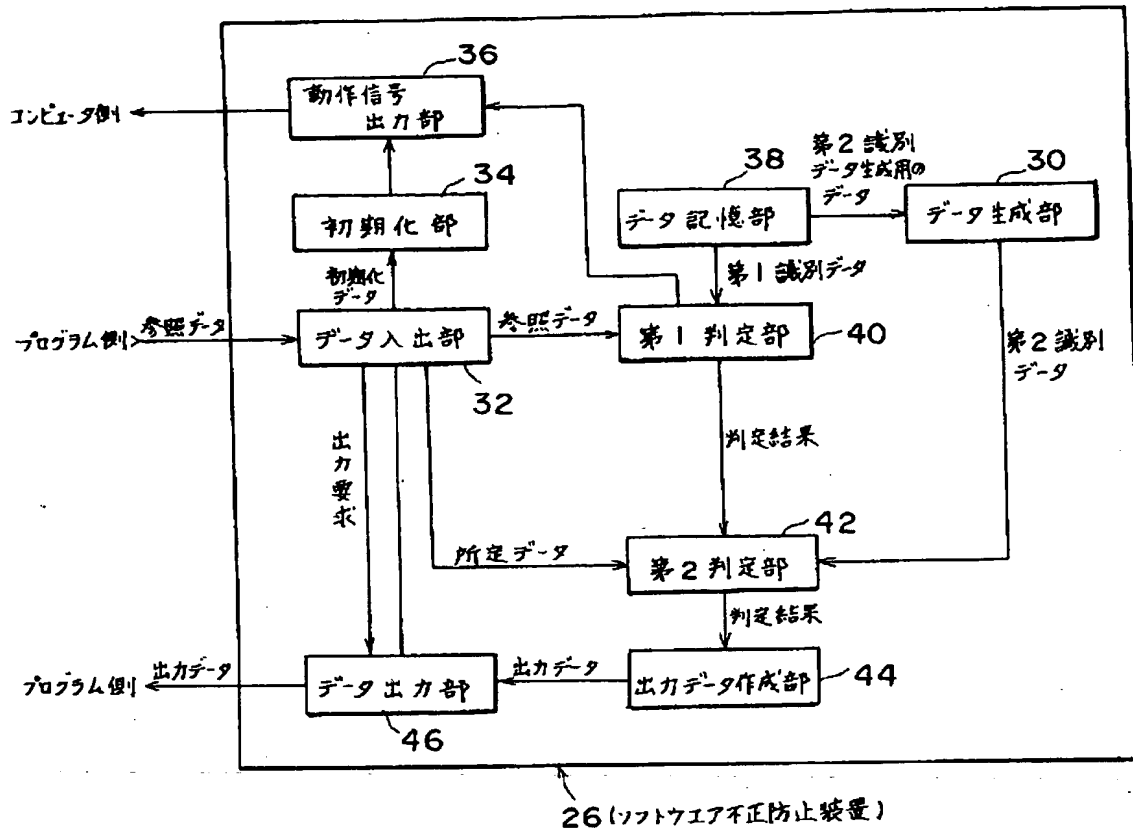 36
コンピュータ側
動作信号
出力部
34
初期化部
初期化
データ
38
データ記憶部
第2識別
データ生成用の
データ
30
データ生成部
第1識別データ
プログラム側
参照データ
データ入出部
32
参照データ
第1判定部
40
第2識別
データ
出力要求
判定結果
所定データ
42
第2判定部
判定結果
プログラム側
出力データ
データ出力部
46
出力データ
出力データ作成部
44
26(ソフトウエア不正防止装置)